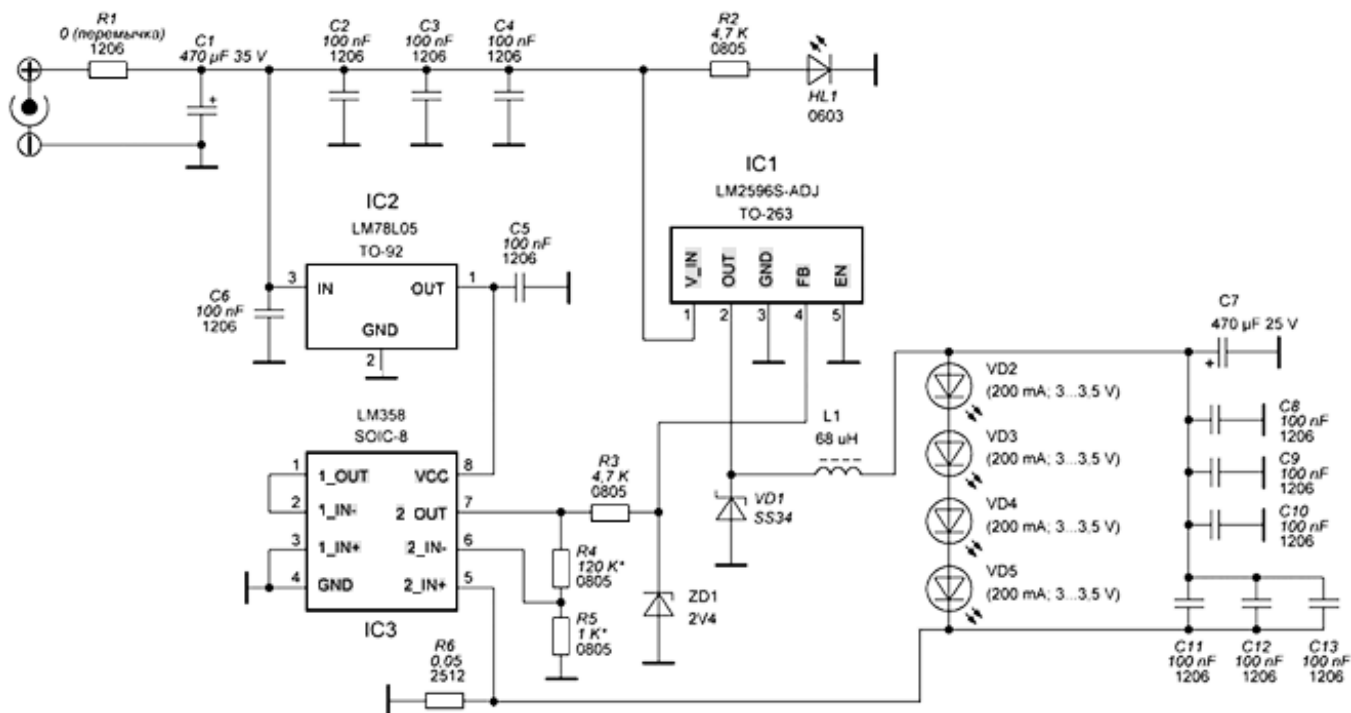 R1
0 (перемычка)
1206
C1
470 µF 35 V
C2
100 nF
1206
C3
100 nF
1206
C4
100 nF
1206
R2
4,7 K
0805
HL1
0603
IC1
LM2596S-ADJ
TO-263
V_IN
OUT
GND
FB
EN
1
2
3
4
5
IC2
LM78L05
TO-92
3
IN
OUT
1
GND
2
C5
100 nF
1206
C6
100 nF
1206
LM358
SOIC-8
1
1_OUT
VCC
8
2
1_IN-
2_OUT
7
3
1_IN+
2_IN-
6
4
GND
2_IN+
5
IC3
R3
4,7 K
0805
R4
120 K*
0805
R5
1 K*
0805
R6
0,05
2512
ZD1
2V4
VD1
SS34
L1
68 uH
VD2
(200 mA; 3...3,5 V)
VD3
(200 mA; 3...3,5 V)
VD4
(200 mA; 3...3,5 V)
VD5
(200 mA; 3...3,5 V)
C7
470 µF 25 V
C8
100 nF
1206
C9
100 nF
1206
C10
100 nF
1206
C11
100 nF
1206
C12
100 nF
1206
C13
100 nF
1206